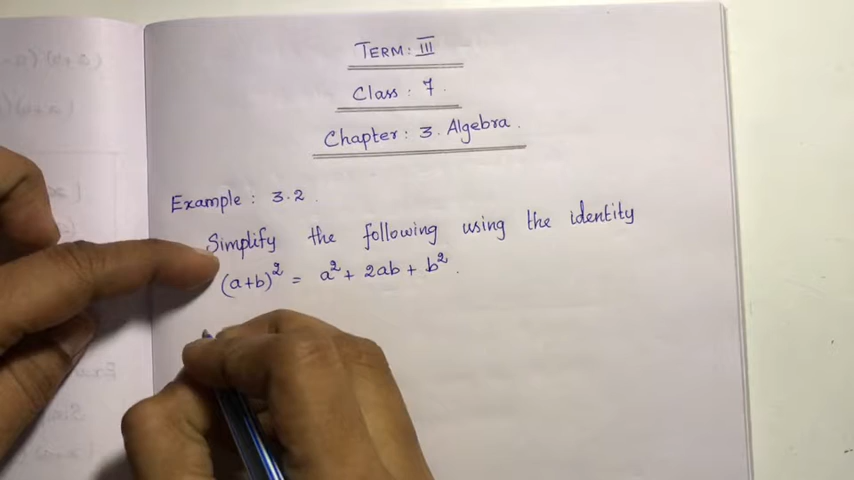 TERM: III
Class : 7.
Chapter : 3. Algebra.
Example : 3.2.
Simplify the following using the identity
(a+b)² = a² + 2ab + b².